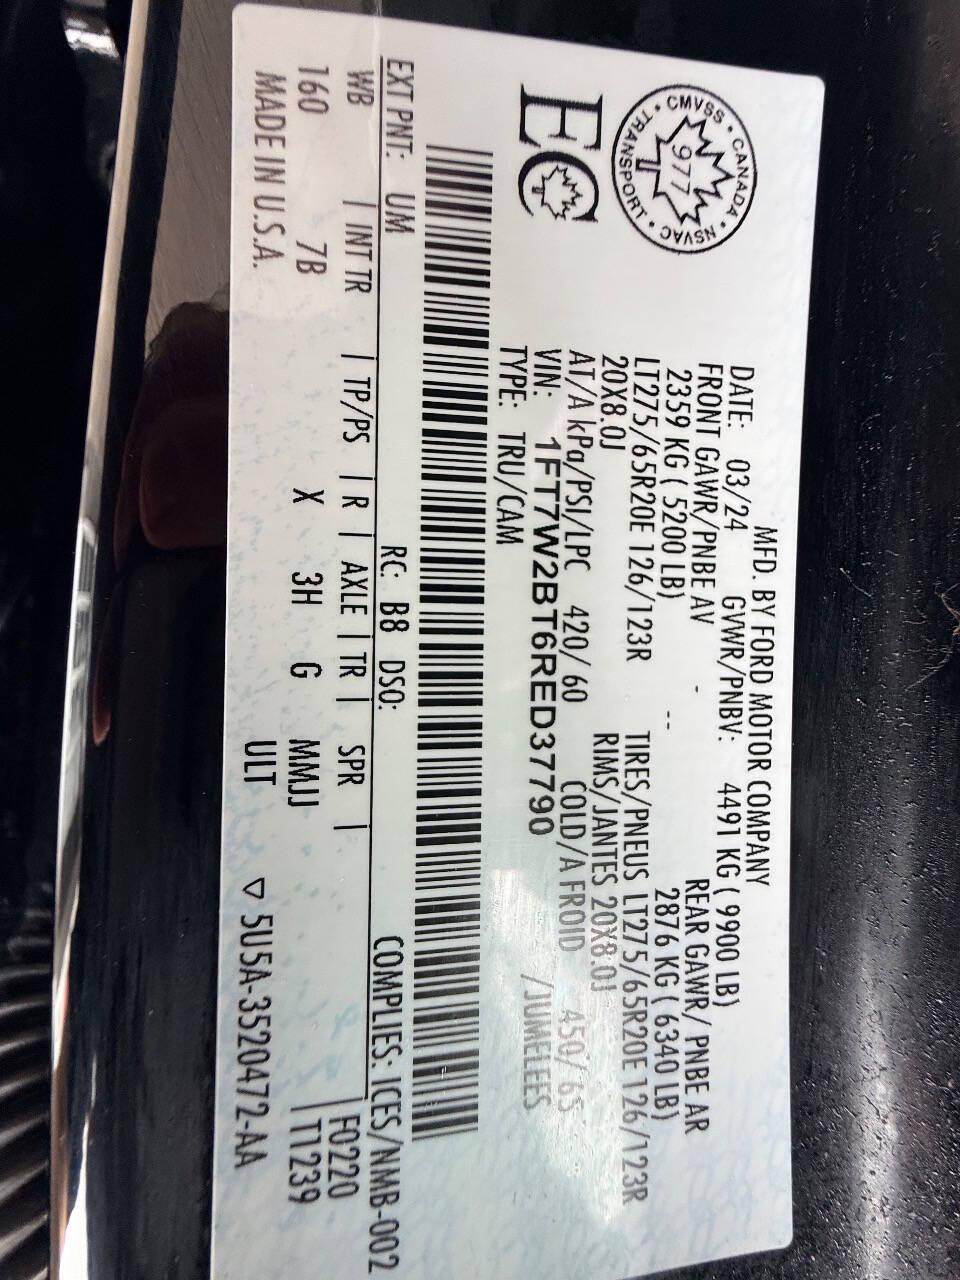 MFD. BY FORD MOTOR COMPANY
DATE: 03/24 GVWR/PNBV: 4491 KG ( 9900 LB)
FRONT GAWR/PNBE AV - REAR GAWR/ PNBE AR
2359 KG ( 5200 LB) -- 2876 KG ( 6340 LB)
LT275/65R20E 126/123R TIRES/PNEUS LT275/65R20E 126/123R
20X8.0J RIMS/JANTES 20X8.0J
AT/A kPa/PSI/LPC 420/ 60 COLD/A FROID 450/ 65
VIN: 1FT7W2BT6RED37790 /JUMELEES
TYPE: TRU/CAM
CMVSS • CANADA • NSVAC • TRANSPORT •
977
EC
EXT PNT: UM RC: B8 DSO: COMPLIES: ICES/NMB-002
WB | INT TR | TP/PS | R | AXLE | TR | SPR | F0220
160 7B X 3H G MMJJ | T1239
MADE IN U.S.A. ULT ▽ 5U5A-3520472-AA